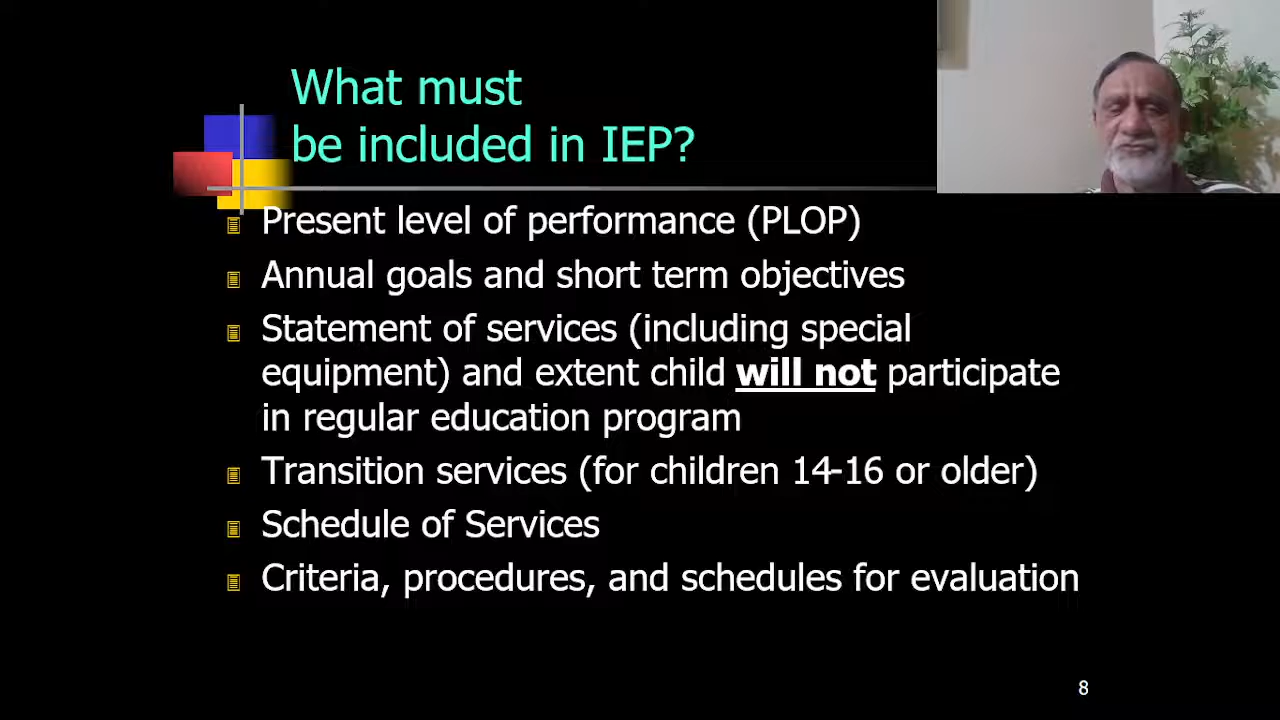 What must
be included in IEP?
Present level of performance (PLOP)
Annual goals and short term objectives
Statement of services (including special
equipment) and extent child will not participate
in regular education program
Transition services (for children 14-16 or older)
Schedule of Services
Criteria, procedures, and schedules for evaluation
8